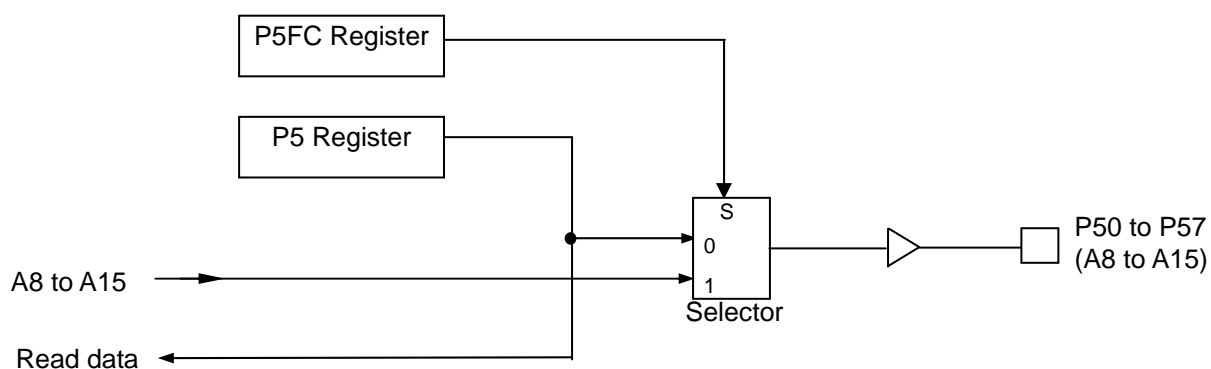 P5FC Register
P5 Register
S
0
1
Selector
A8 to A15
Read data
P50 to P57
(A8 to A15)